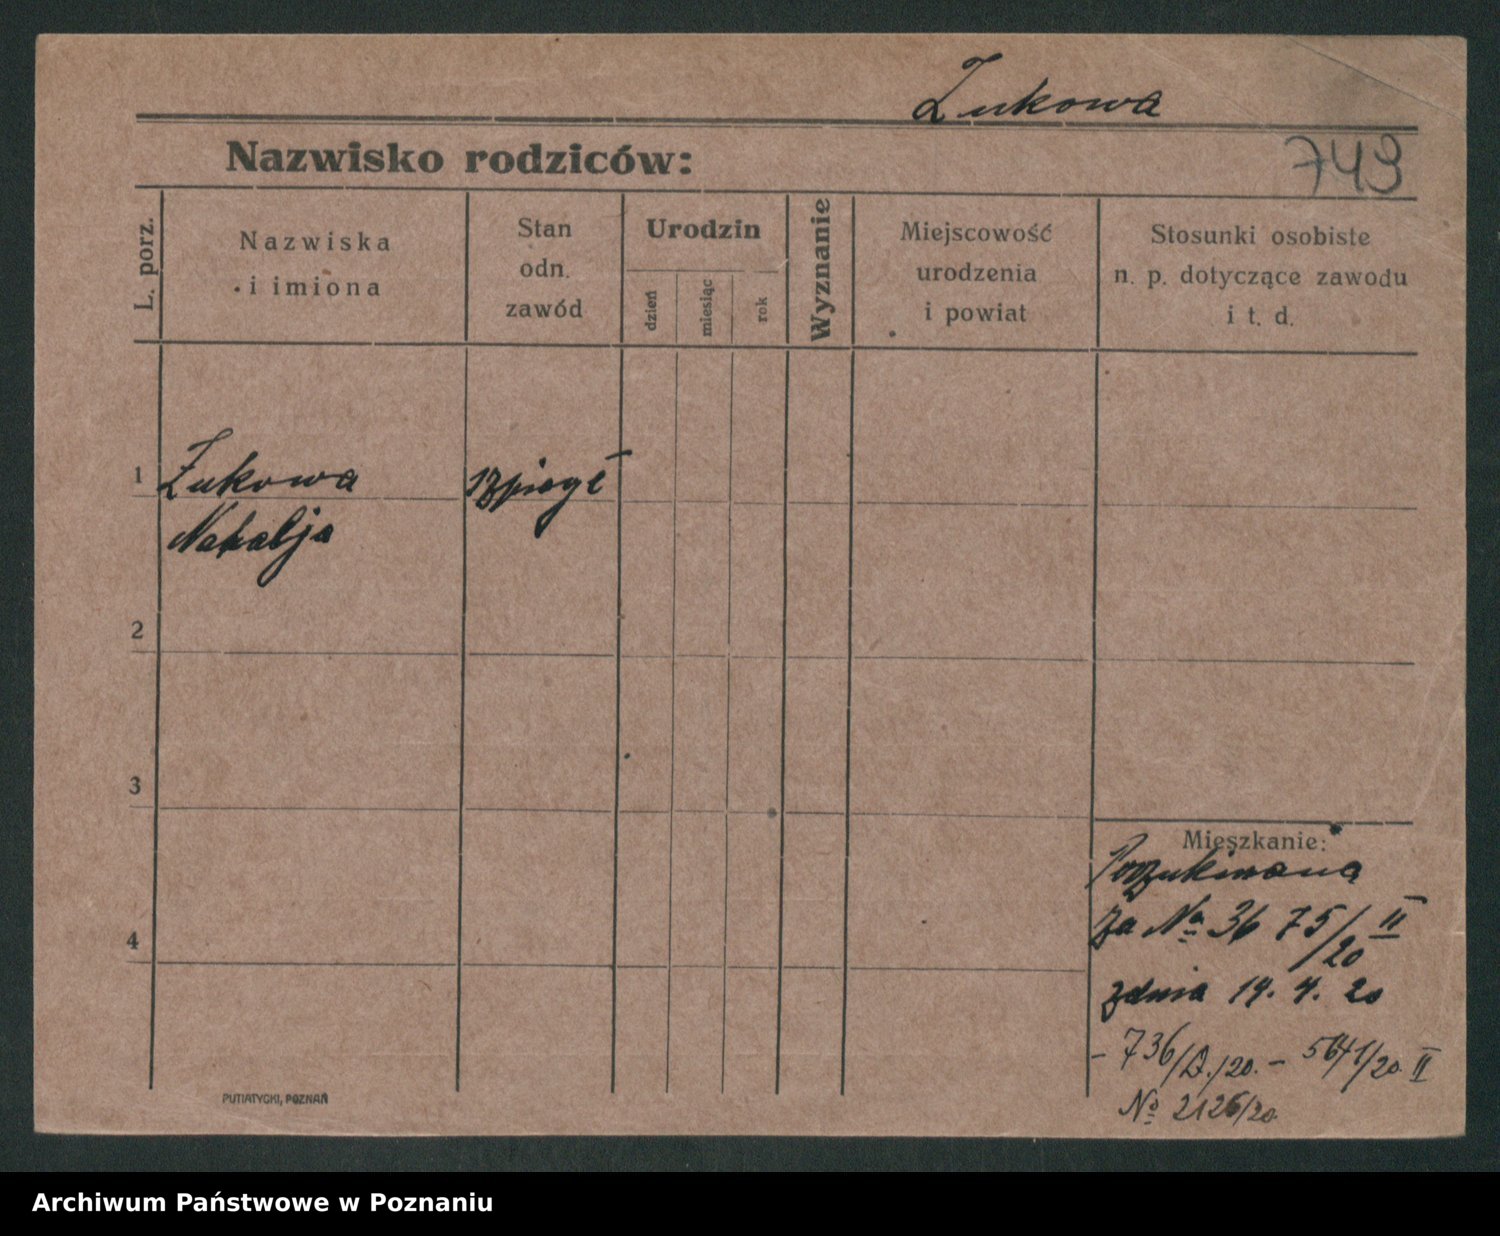 Żukowa
Nazwisko rodziców:
743
L. porz.
Nazwiska
i imiona
Stan
odn.
zawód
Urodzin
dzień
miesiąc
rok
Wyznanie
Miejscowość
urodzenia
i powiat
Stosunki osobiste
n. p. dotyczące zawodu
i t. d.
1
Żukowa
Natalja
2
3
4
Mieszkanie:
Poszukiwana
za No 3675/20 II
z dnia 19. 4. 20
- 736/D./20. - 5641/20 II
No 2126/20
PUTIATYCKI, POZNAŃ
Archiwum Państwowe w Poznaniu